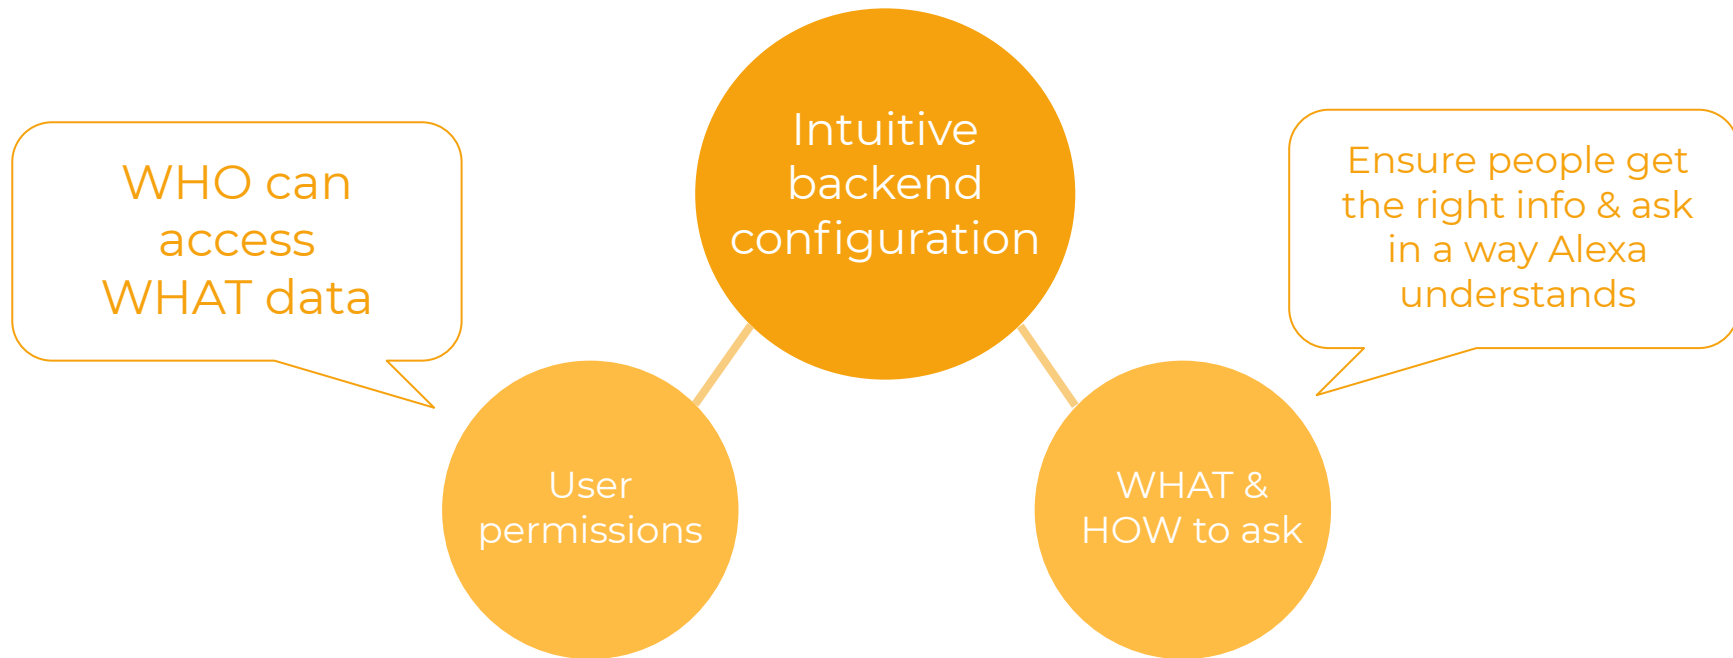 Intuitive
backend
configuration
WHO can
access
WHAT data
Ensure people get
the right info & ask
in a way Alexa
understands
User
permissions
WHAT &
HOW to ask